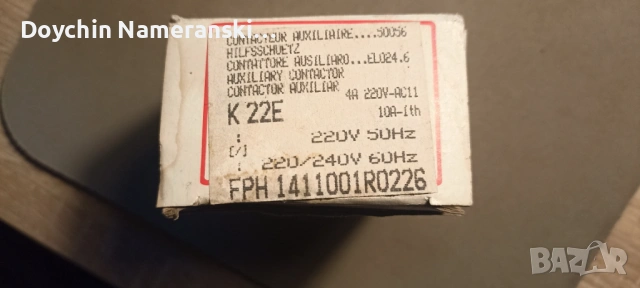 Doychin Nameranski
CONTACTEUR AUXILIAIRE....50056
HILFSSCHUETZ
CONTATTORE AUSILIARO...EL024.6
AUXILIARY CONTACTOR
CONTACTOR AUXILIAR
4A 220V-AC11
K 22E 10A-Ith
220V 50Hz
[/]
220/240V 60Hz
FPH 1411001R0226
BAZAR